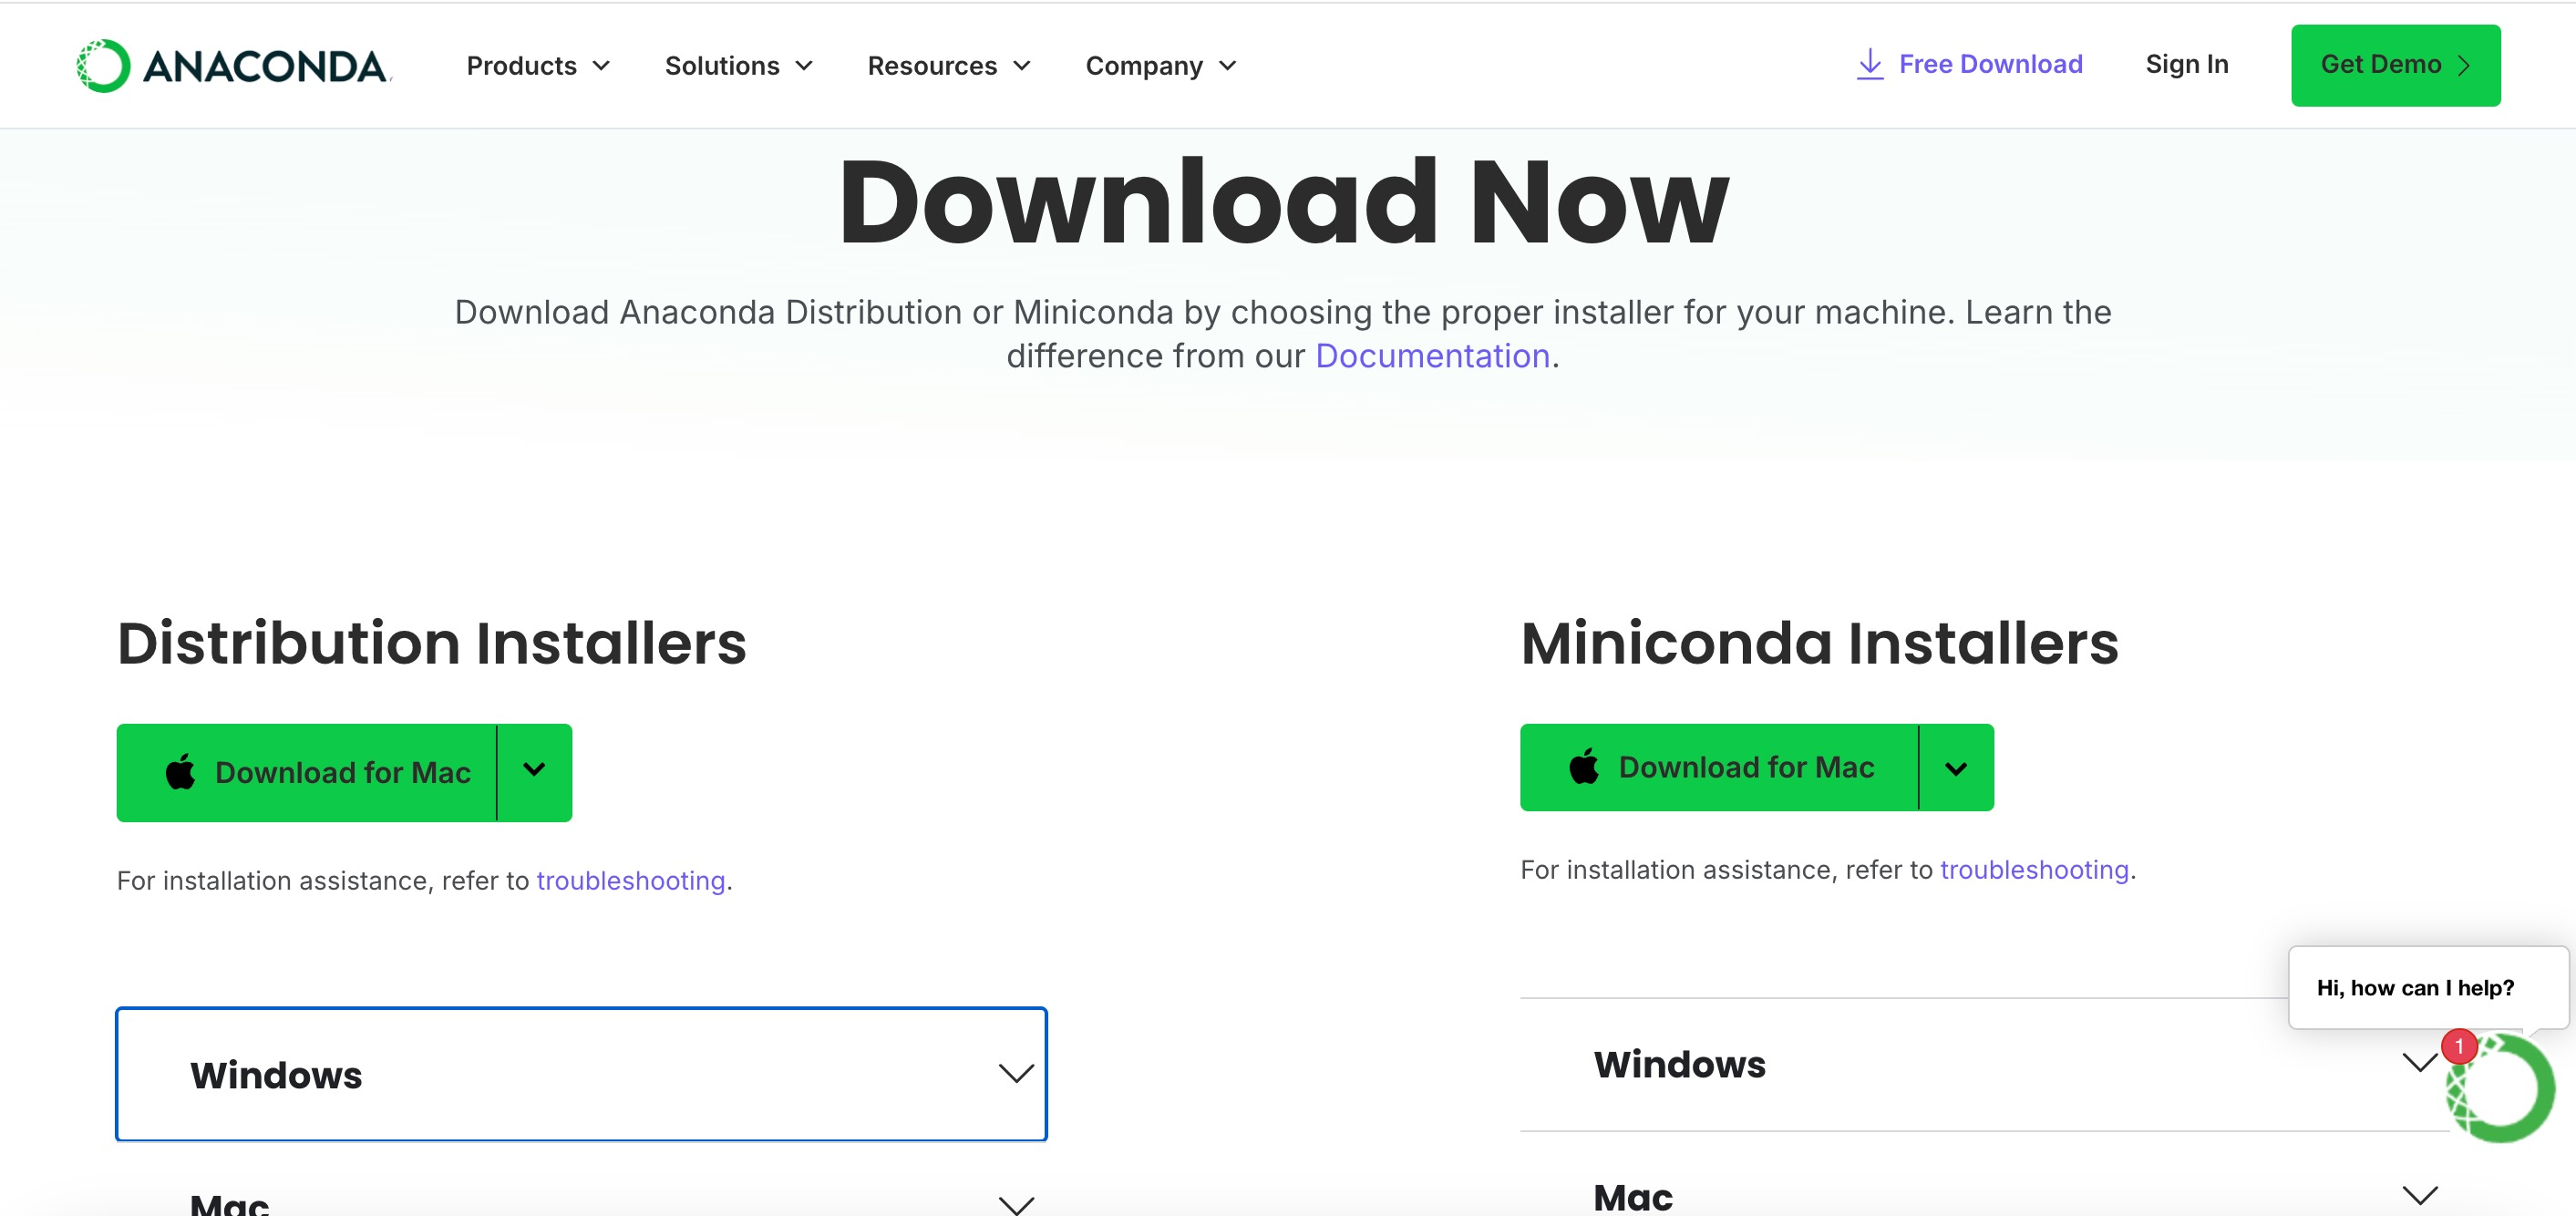 ANACONDA.
Products
Solutions
Resources
Company
Free Download
Sign In
Get Demo
Download Now
Download Anaconda Distribution or Miniconda by choosing the proper installer for your machine. Learn the
difference from our Documentation.
Distribution Installers
Download for Mac
For installation assistance, refer to troubleshooting.
Windows
Mac
Miniconda Installers
Download for Mac
For installation assistance, refer to troubleshooting.
Windows
Mac
Hi, how can I help?
1